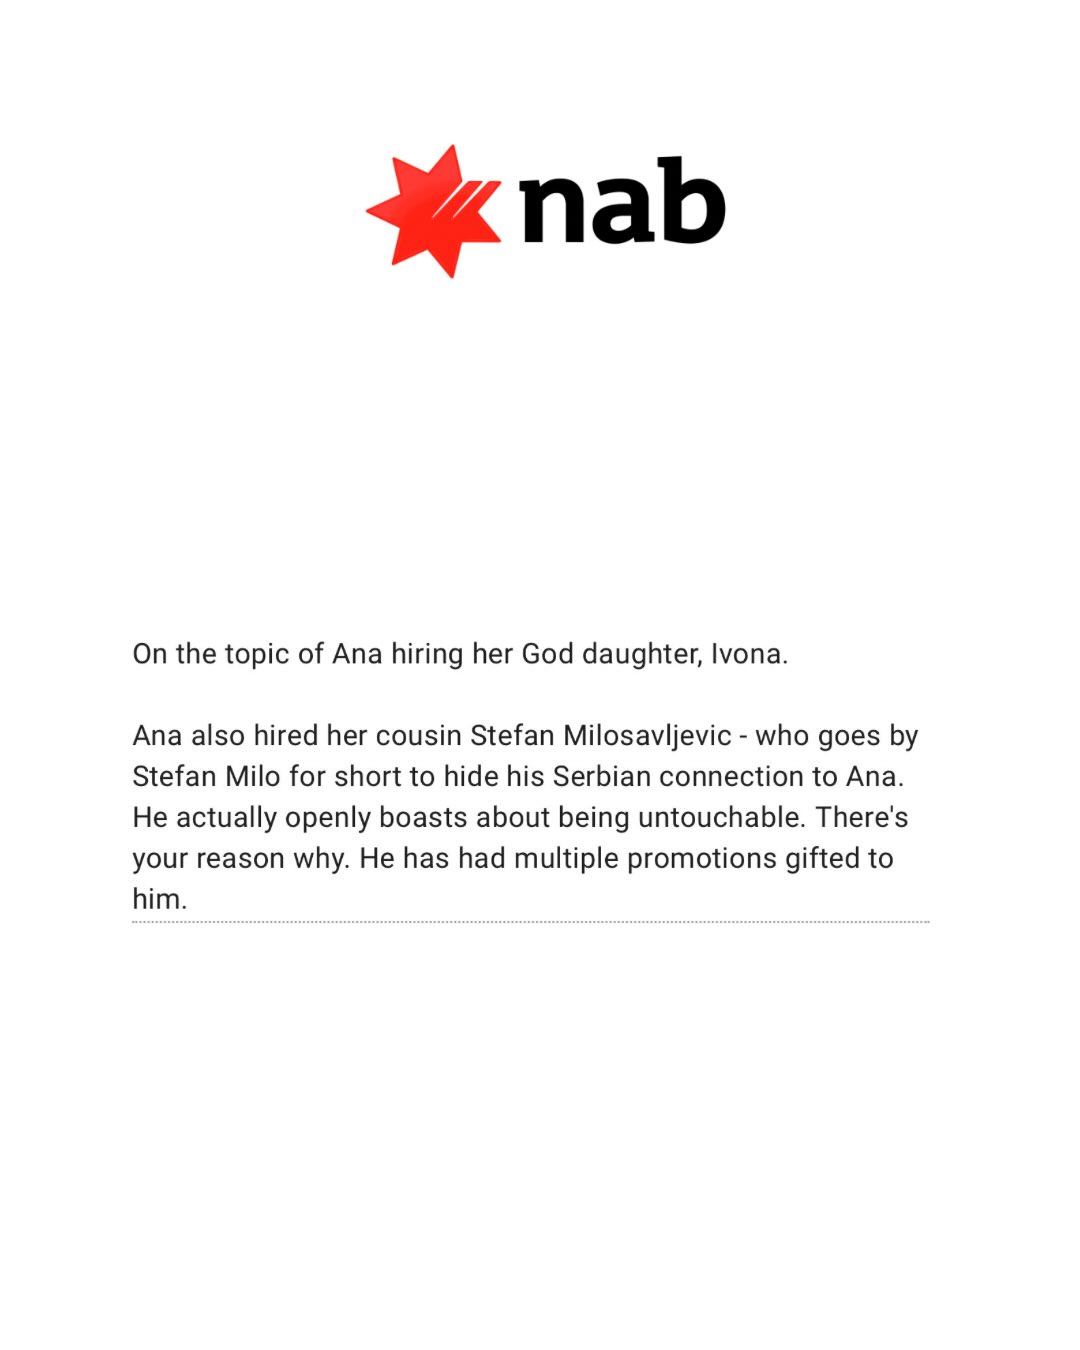 nab
On the topic of Ana hiring her God daughter, Ivona.
Ana also hired her cousin Stefan Milosavljevic - who goes by
Stefan Milo for short to hide his Serbian connection to Ana.
He actually openly boasts about being untouchable. There's
your reason why. He has had multiple promotions gifted to
him.